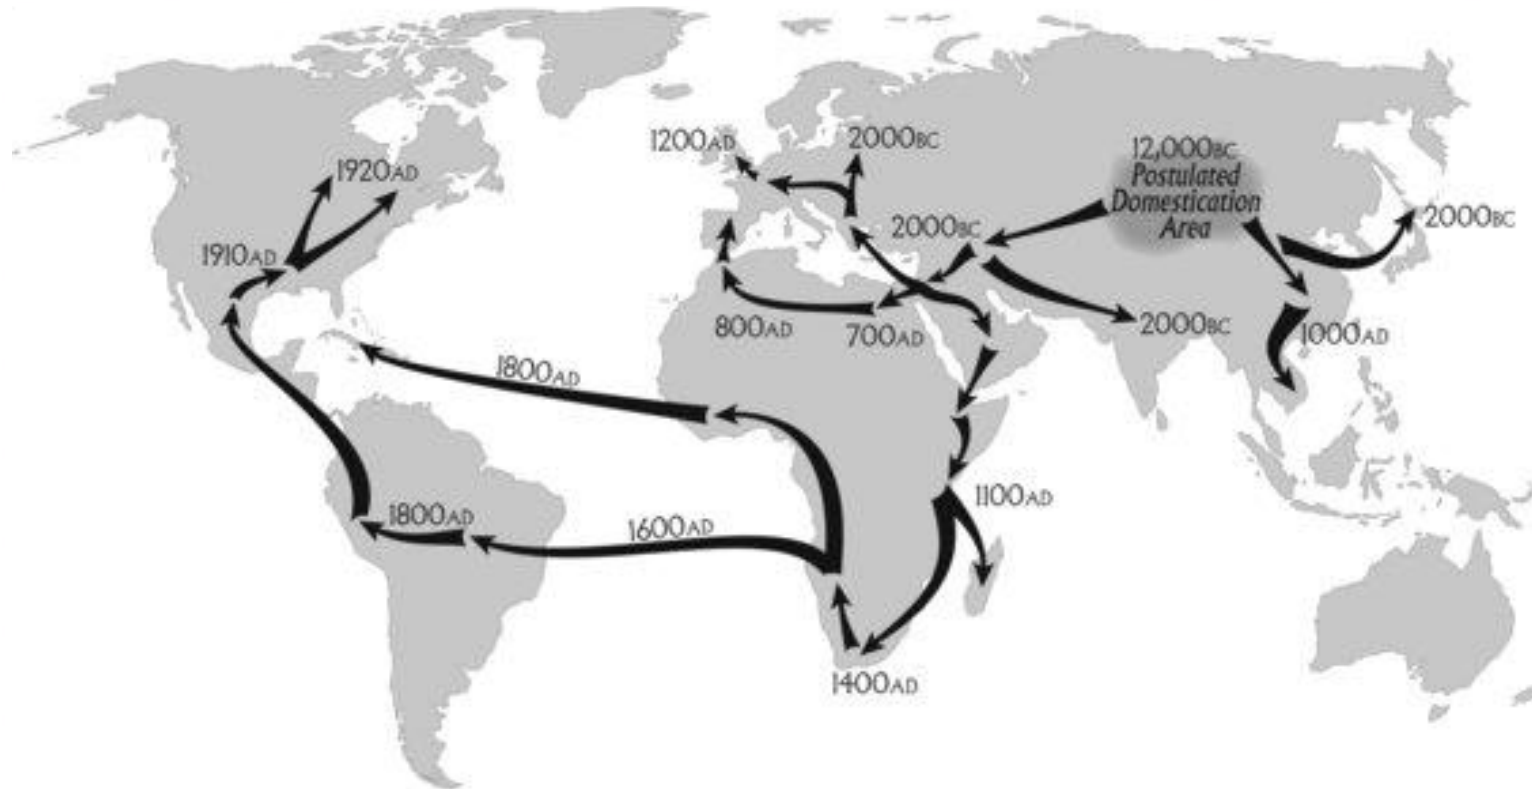 1200AD
2000BC
12,000BC
Postulated
Domestication
Area
1920AD
2000BC
2000BC
1910AD
800AD
700AD
2000BC
1000AD
1800AD
1100AD
1800AD
1600AD
1400AD